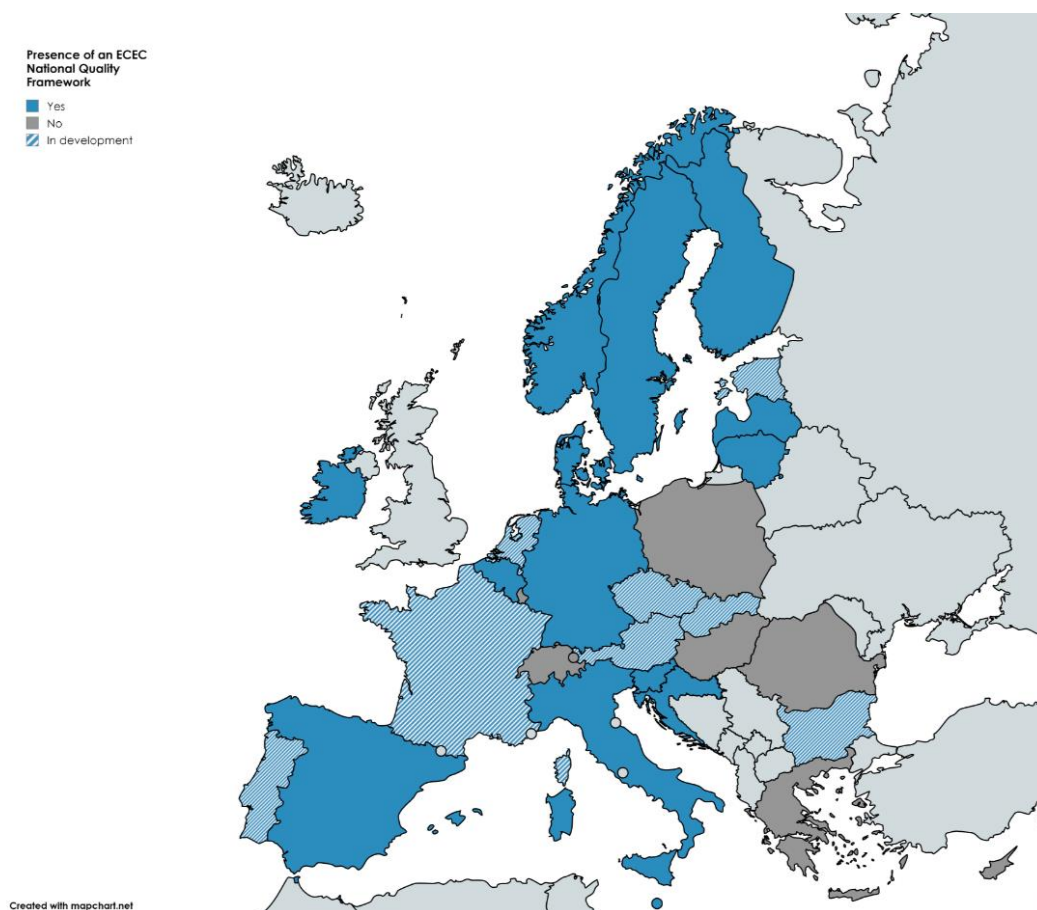 Presence of an ECEC
National Quality
Framework
Yes
No
In development
Created with mapchart.net